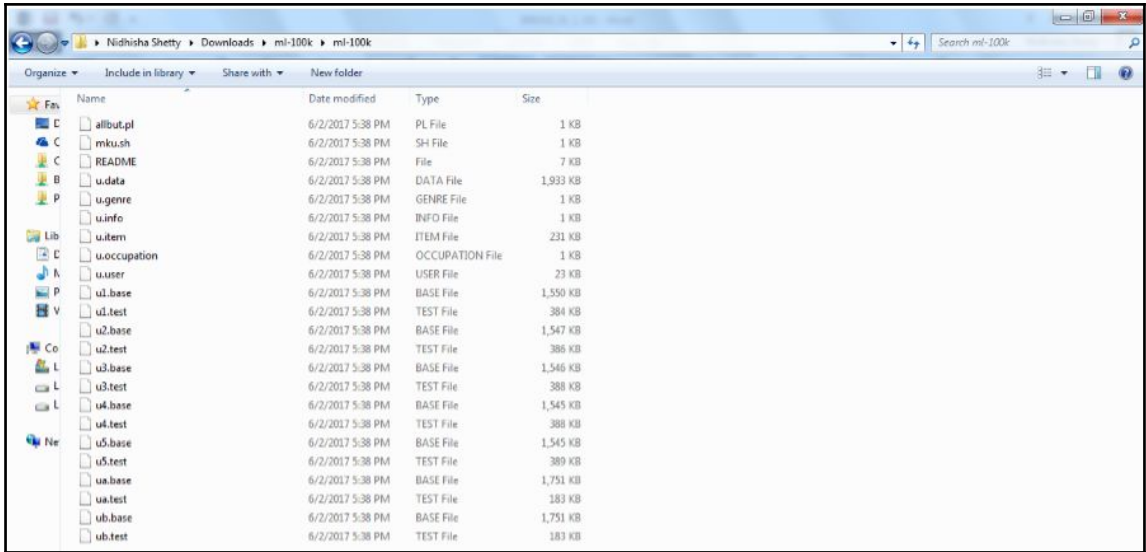 Nidhisha Shetty ▸ Downloads ▸ ml-100k ▸ ml-100k Search ml-100k
Organize Include in library Share with New folder
Name Date modified Type Size
allbut.pl 6/2/2017 5:38 PM PL File 1 KB
mku.sh 6/2/2017 5:38 PM SH File 1 KB
README 6/2/2017 5:38 PM File 7 KB
u.data 6/2/2017 5:38 PM DATA File 1,933 KB
u.genre 6/2/2017 5:38 PM GENRE File 1 KB
u.info 6/2/2017 5:38 PM INFO File 1 KB
u.item 6/2/2017 5:38 PM ITEM File 231 KB
u.occupation 6/2/2017 5:38 PM OCCUPATION File 1 KB
u.user 6/2/2017 5:38 PM USER File 23 KB
u1.base 6/2/2017 5:38 PM BASE File 1,550 KB
u1.test 6/2/2017 5:38 PM TEST File 384 KB
u2.base 6/2/2017 5:38 PM BASE File 1,547 KB
u2.test 6/2/2017 5:38 PM TEST File 386 KB
u3.base 6/2/2017 5:38 PM BASE File 1,546 KB
u3.test 6/2/2017 5:38 PM TEST File 388 KB
u4.base 6/2/2017 5:38 PM BASE File 1,545 KB
u4.test 6/2/2017 5:38 PM TEST File 388 KB
u5.base 6/2/2017 5:38 PM BASE File 1,545 KB
u5.test 6/2/2017 5:38 PM TEST File 389 KB
ua.base 6/2/2017 5:38 PM BASE File 1,751 KB
ua.test 6/2/2017 5:38 PM TEST File 183 KB
ub.base 6/2/2017 5:38 PM BASE File 1,751 KB
ub.test 6/2/2017 5:38 PM TEST File 183 KB